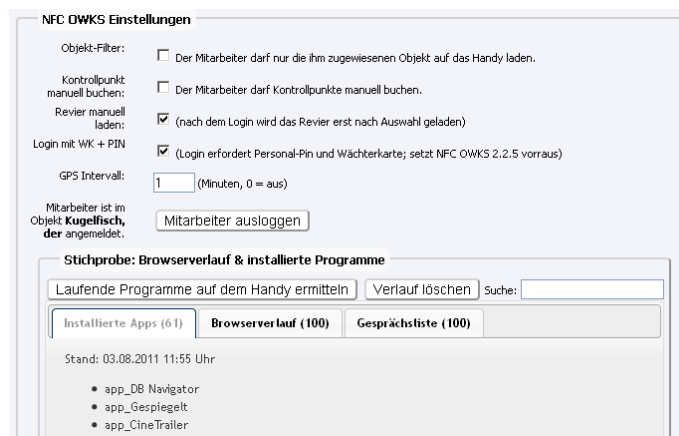 NFC OWKS Einstellungen
Objekt-Filter:
Der Mitarbeiter darf nur die ihm zugewiesenen Objekt auf das Handy laden.
Kontrollpunkt
manuell buchen:
Der Mitarbeiter darf Kontrollpunkte manuell buchen.
Revier manuell
laden:
(nach dem Login wird das Revier erst nach Auswahl geladen)
Login mit WK + PIN
(Login erfordert Personal-Pin und Wächterkarte; setzt NFC OWKS 2.2.5 vorraus)
GPS Intervall:
1 (Minuten, 0 = aus)
Mitarbeiter ist im
Objekt Kugelfisch,
der angemeldet.
Mitarbeiter ausloggen
Stichprobe: Browserverlauf & installierte Programme
Laufende Programme auf dem Handy ermitteln Verlauf löschen Suche:
Installierte Apps (61) Browserverlauf (100) Gesprächsliste (100)
Stand: 03.08.2011 11:55 Uhr
• app_DB Navigator
• app_Gespiegelt
• app_CineTrailer